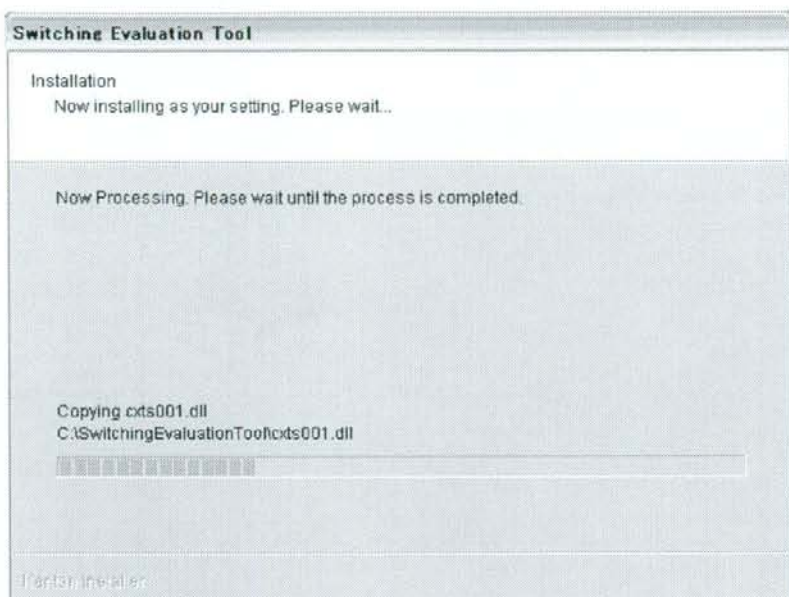 Switching Evaluation Tool
Installation
Now installing as your setting. Please wait...
Now Processing. Please wait until the process is completed.
Copying cxts001.dll
C:\SwitchingEvaluationTool\cxts001.dll